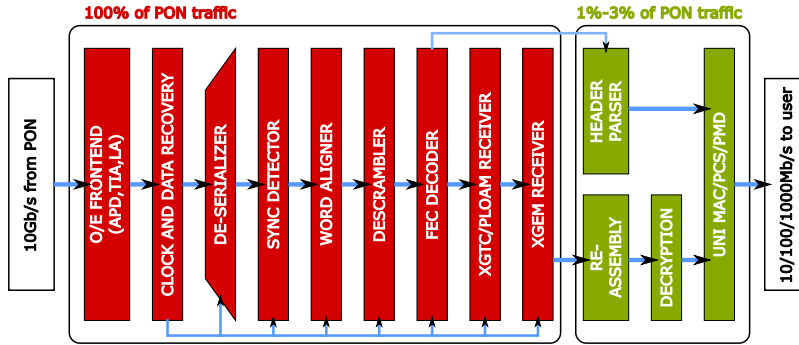 100% of PON traffic
1%-3% of PON traffic
10Gb/s from PON
O/E FRONTEND
(APD,TIA,LA)
CLOCK AND DATA RECOVERY
DE-SERIALIZER
SYNC DETECTOR
WORD ALIGNER
DESCRAMBLER
FEC DECODER
XGTC/PLOAM RECEIVER
XGEM RECEIVER
HEADER
PARSER
RE-
ASSEMBLY
DECRYPTION
UNI MAC/PCS/PMD
10/100/1000Mb/s to user